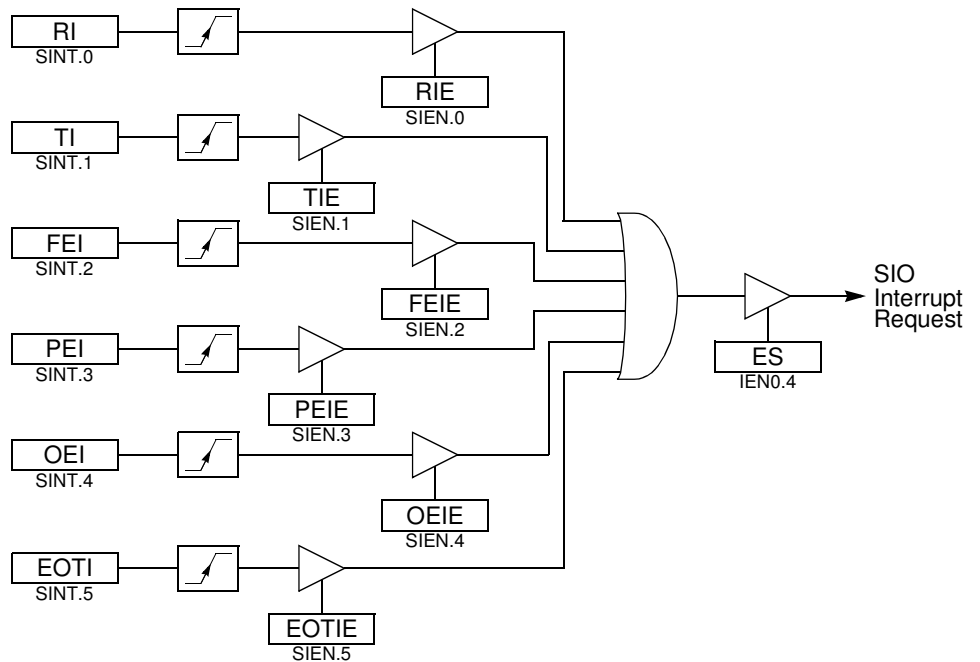 RI
SINT.0
RIE
SIEN.0
TI
SINT.1
TIE
SIEN.1
FEI
SINT.2
FEIE
SIEN.2
PEI
SINT.3
PEIE
SIEN.3
OEI
SINT.4
OEIE
SIEN.4
EOTI
SINT.5
EOTIE
SIEN.5
ES
IEN0.4
SIO
Interrupt
Request